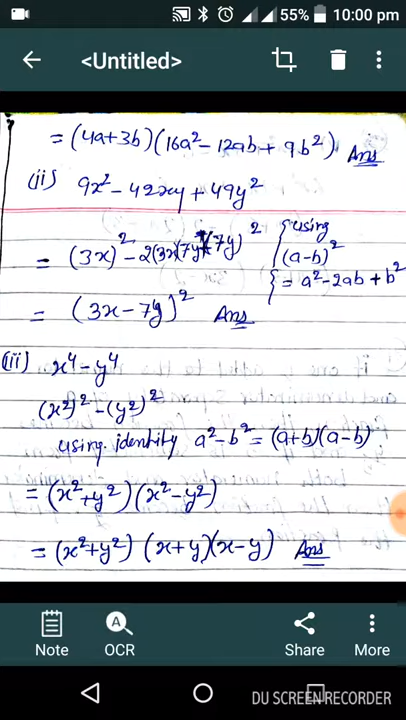 55% 10:00 pm
<Untitled>
= (4a+3b)(16a² - 12ab + 9b²) Ans
(ii) 9x² - 42xy + 49y²
= (3x)² - 2(3x)(7y)+(7y)² { using
(a-b)²
= a² - 2ab + b²
= (3x - 7y)² Ans
(iii) x⁴ - y⁴
(x²)² - (y²)²
using identity a² - b² = (a+b)(a-b)
= (x² + y²)(x² - y²)
= (x² + y²) (x + y)(x - y) Ans
Note OCR Share More
DU SCREEN RECORDER